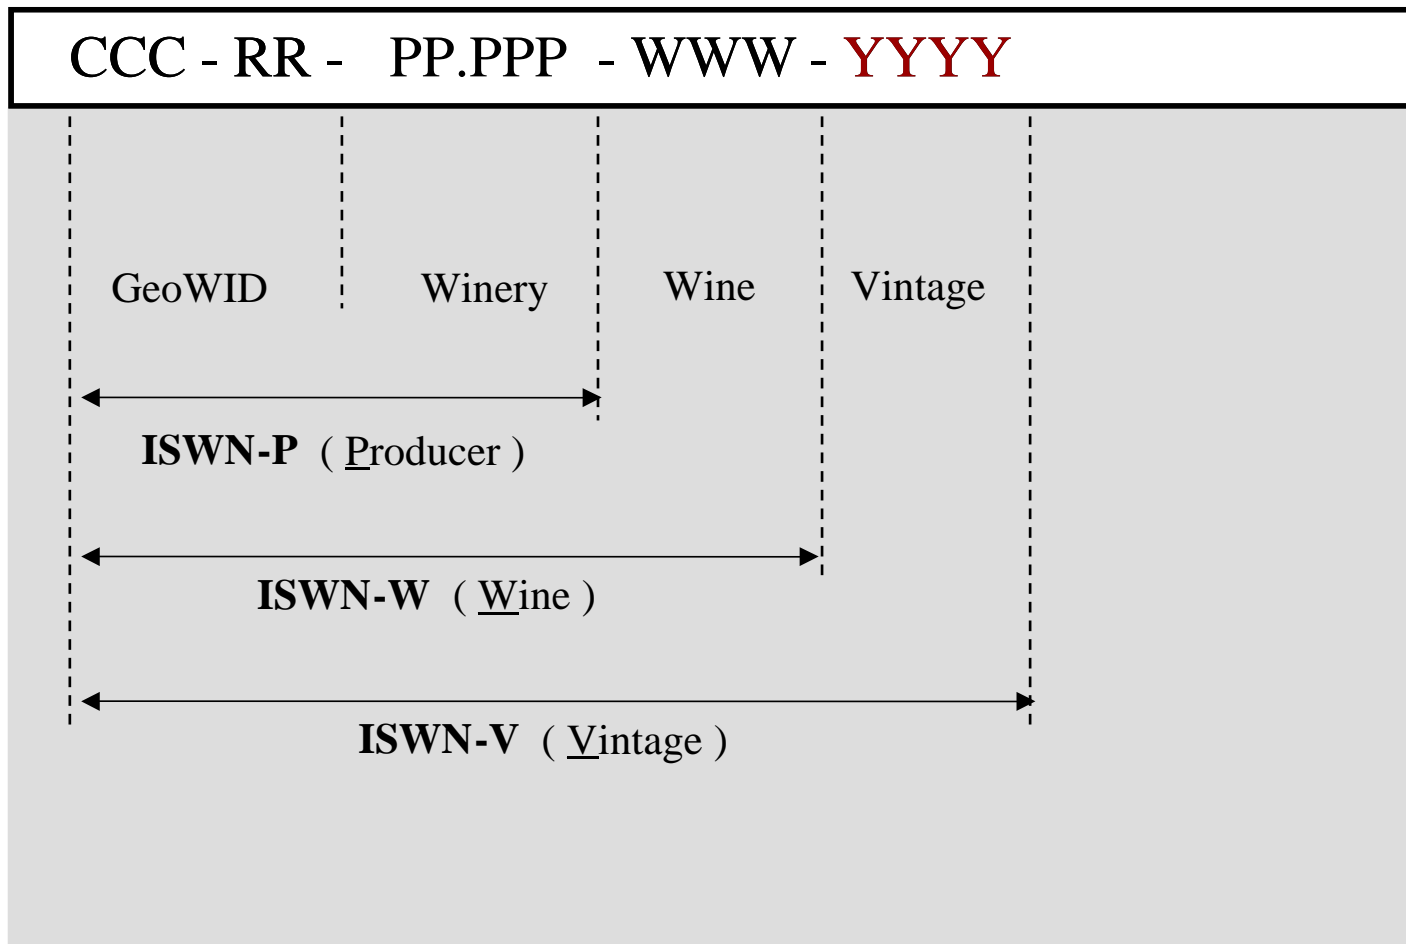 CCC - RR - PP.PPP - WWW - YYYY
GeoWID Winery Wine Vintage
ISWN-P ( Producer )
ISWN-W ( Wine )
ISWN-V ( Vintage )